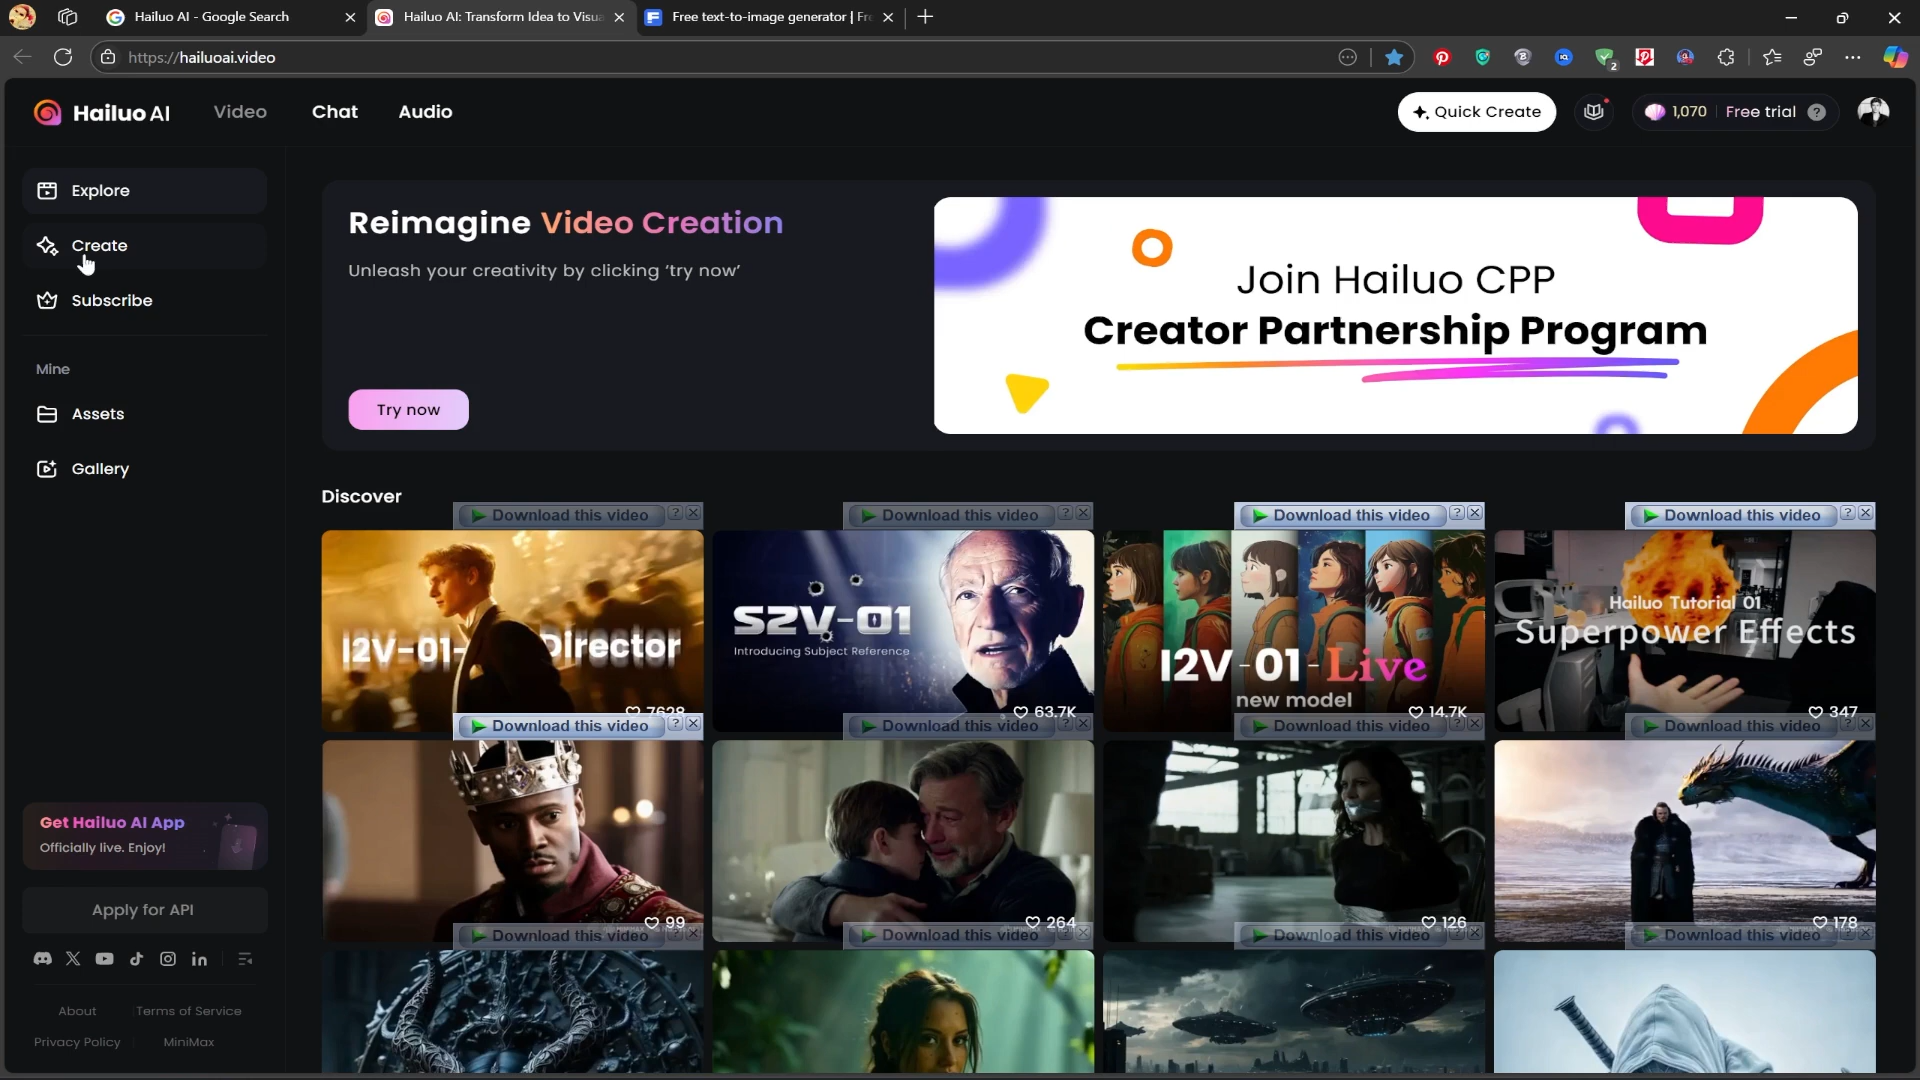 Hailuo AI - Google Search
Hailuo AI: Transform Idea to Visua
Free text-to-image generator | Fre
https://hailuoai.video
2
Hailuo AI
Video
Chat
Audio
Quick Create
1,070
Free trial
?
Explore
Create
Subscribe
Mine
Assets
Gallery
Get Hailuo AI App
Officially live. Enjoy!
Apply for API
About
Terms of Service
Privacy Policy
MiniMax
Reimagine Video Creation
Unleash your creativity by clicking ‘try now’
Try now
Join Hailuo CPP
Creator Partnership Program
Discover
Download this video
Download this video
Download this video
Download this video
I2V-01-Director
7628
S2V-01
Introducing Subject Reference
63.7K
I2V-01-Live
new model
14.7K
Hailuo Tutorial 01
Superpower Effects
347
Download this video
Download this video
Download this video
Download this video
99
264
126
178
Download this video
Download this video
Download this video
Download this video